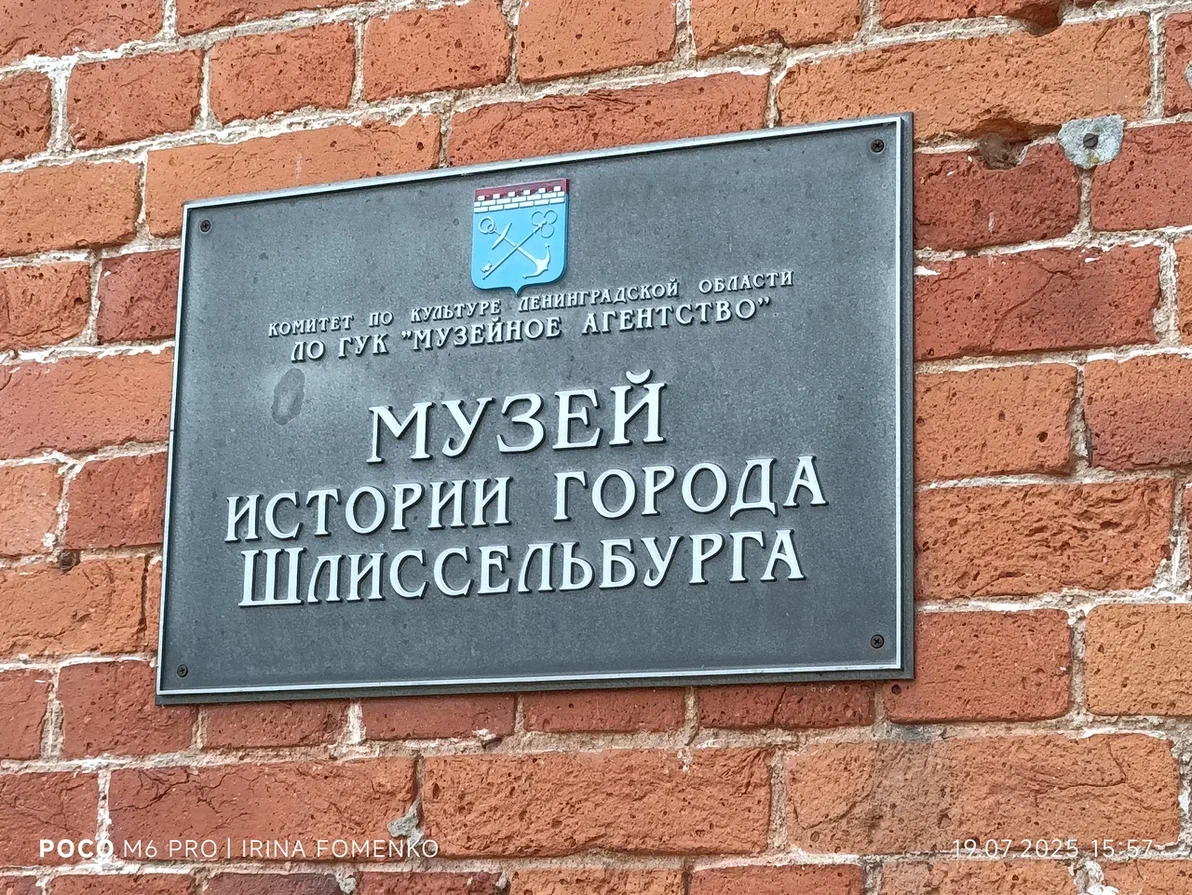 КОМИТЕТ ПО КУЛЬТУРЕ ЛЕНИНГРАДСКОЙ ОБЛАСТИ
ЛО ГУК "МУЗЕЙНОЕ АГЕНТСТВО"
МУЗЕЙ
ИСТОРИИ ГОРОДА
ШЛИССЕЛЬБУРГА
POCO M6 PRO | IRINA FOMENKO
19.07.2025 15:57